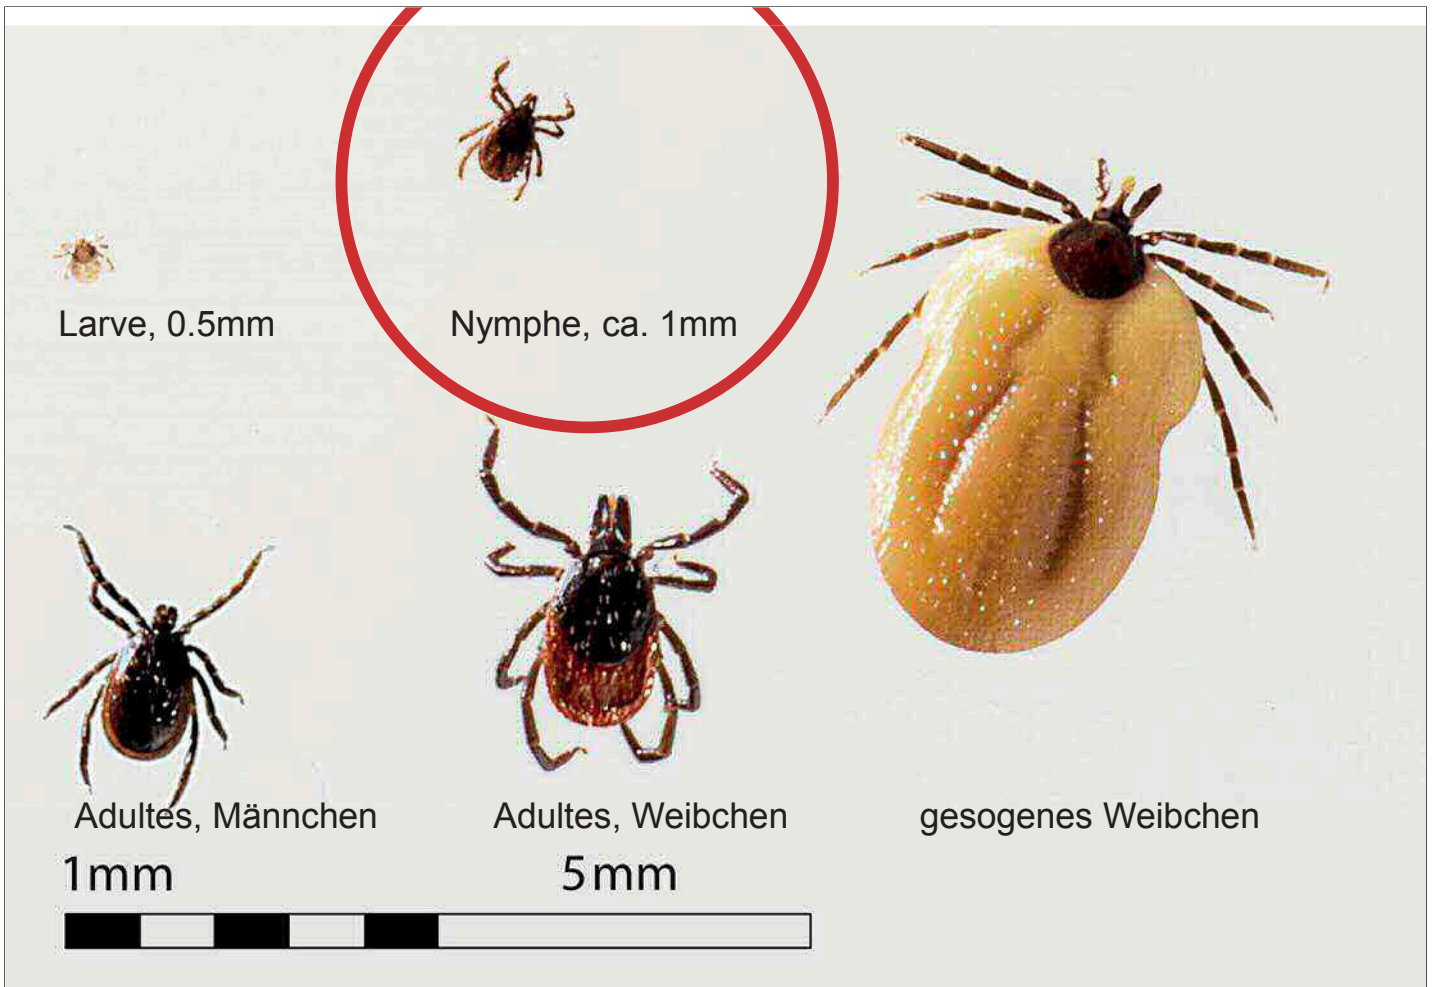 Larve, 0.5mm
Nymphe, ca. 1mm
Adultes, Männchen
Adultes, Weibchen
gesogenes Weibchen
1mm
5mm